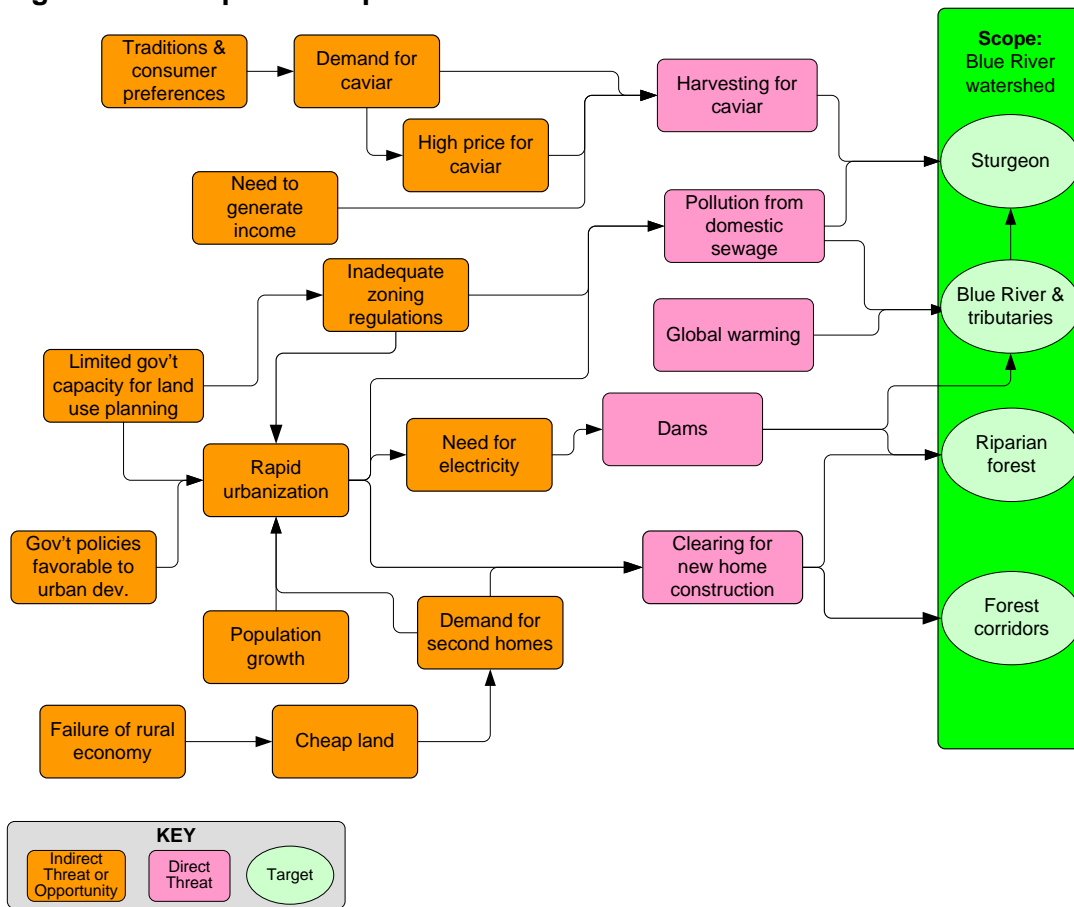 Traditions &
consumer
preferences
Demand for
caviar
High price for
caviar
Need to
generate
income
Harvesting for
caviar
Scope:
Blue River
watershed
Sturgeon
Pollution from
domestic
sewage
Inadequate
zoning
regulations
Blue River &
tributaries
Global warming
Limited gov't
capacity for land
use planning
Dams
Need for
electricity
Rapid
urbanization
Riparian
forest
Gov't policies
favorable to
urban dev.
Clearing for
new home
construction
Population
growth
Demand for
second homes
Forest
corridors
Failure of rural
economy
Cheap land
KEY
Indirect
Threat or
Opportunity
Direct
Threat
Target